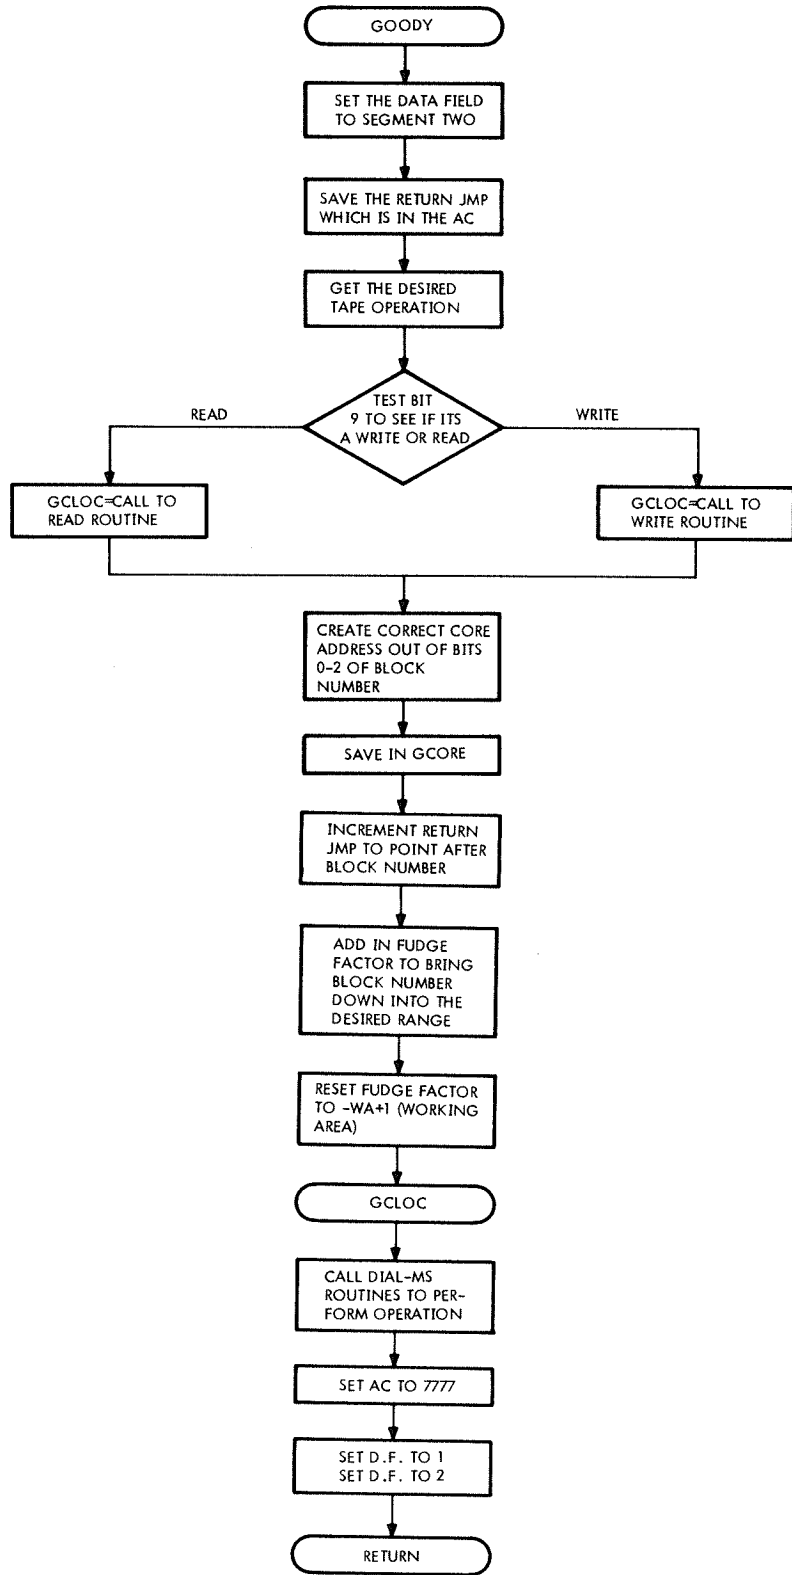 GOODY
SET THE DATA FIELD
TO SEGMENT TWO
SAVE THE RETURN JMP
WHICH IS IN THE AC
GET THE DESIRED
TAPE OPERATION
TEST BIT
9 TO SEE IF ITS
A WRITE OR READ
READ
WRITE
GCLOC=CALL TO
READ ROUTINE
GCLOC=CALL TO
WRITE ROUTINE
CREATE CORRECT CORE
ADDRESS OUT OF BITS
0-2 OF BLOCK
NUMBER
SAVE IN GCORE
INCREMENT RETURN
JMP TO POINT AFTER
BLOCK NUMBER
ADD IN FUDGE
FACTOR TO BRING
BLOCK NUMBER
DOWN INTO THE
DESIRED RANGE
RESET FUDGE FACTOR
TO -WA+1 (WORKING
AREA)
GCLOC
CALL DIAL-MS
ROUTINES TO PER-
FORM OPERATION
SET AC TO 7777
SET D.F. TO 1
SET D.F. TO 2
RETURN